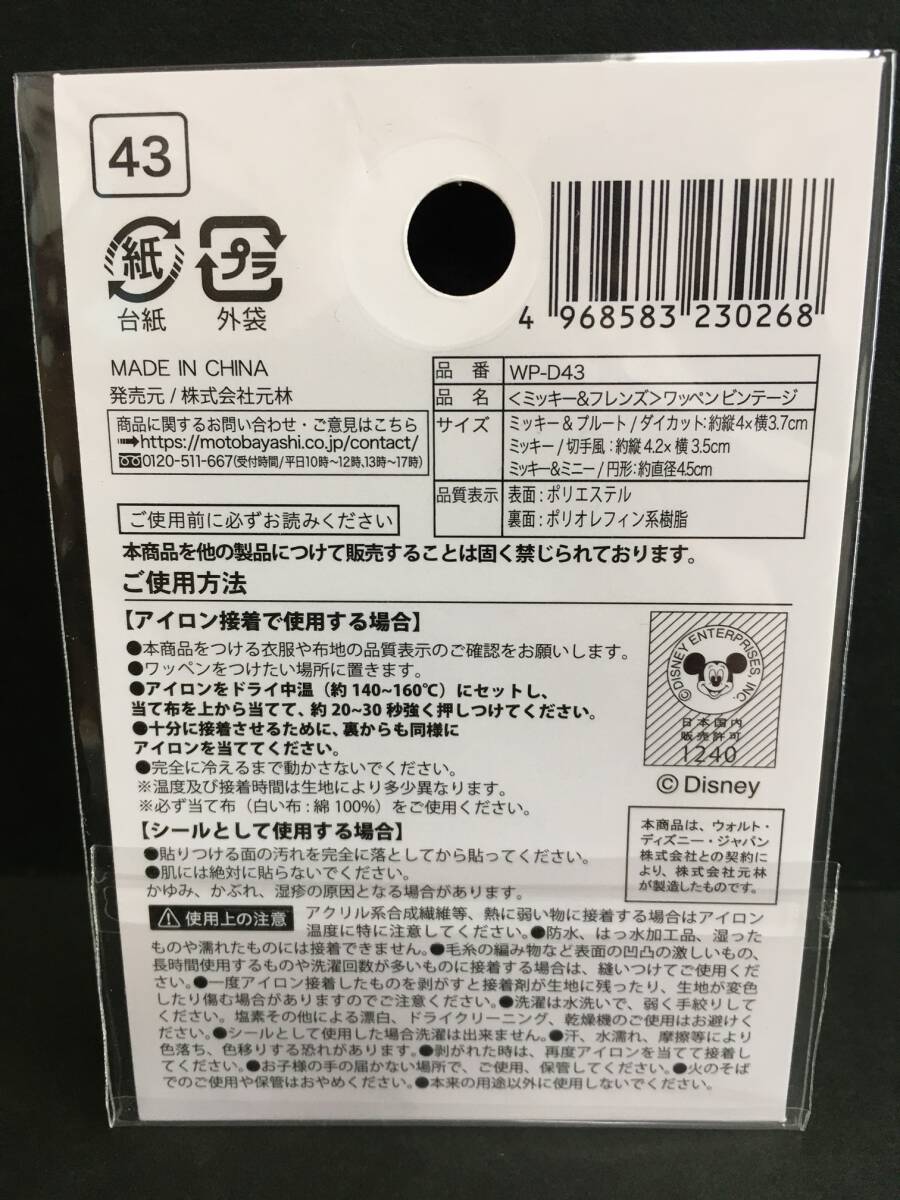 43
紙
台紙
プラ
外袋
4 968583 230268
MADE IN CHINA
発売元 / 株式会社元林
商品に関するお問い合わせ・ご意見はこちら
➡https://motobayashi.co.jp/contact/
0120-511-667(受付時間/平日10時〜12時、13時〜17時)
品 番 WP-D43
品 名 <ミッキー&フレンズ>ワッペン ビンテージ
サイズ ミッキー & プルート / ダイカット:約縦4×横3.7cm
ミッキー / 切手風:約縦 4.2× 横 3.5cm
ミッキー&ミニー / 円形:約直径4.5cm
品質表示 表面:ポリエステル
裏面:ポリオレフィン系樹脂
ご使用前に必ずお読みください
本商品を他の製品につけて販売することは固く禁じられております。
ご使用方法
【アイロン接着で使用する場合】
●本商品をつける衣服や布地の品質表示のご確認をお願いします。
●ワッペンをつけたい場所に置きます。
●アイロンをドライ中温(約 140~160℃)にセットし、
当て布を上から当てて、約 20~30 秒強く押しつけてください。
●十分に接着させるために、裏からも同様に
アイロンを当ててください。
●完全に冷えるまで動かさないでください。
※温度及び接着時間は生地により多少異なります。
※必ず当て布(白い布:綿 100%)をご使用ください。
【シールとして使用する場合】
●貼りつける面の汚れを完全に落としてから貼ってください。
●肌には絶対に貼らないでください。
かゆみ、かぶれ、湿疹の原因となる場合があります。
©DISNEY ENTERPRISES, INC.
日本国内
販売許可
1240
© Disney
本商品は、ウォルト・
ディズニー・ジャパン
株式会社との契約に
より、株式会社元林
が製造したものです。
⚠ 使用上の注意 アクリル系合成繊維等、熱に弱い物に接着する場合はアイロン
温度に特に注意してください。●防水、はっ水加工品、湿った
ものや濡れたものには接着できません。●毛糸の編み物など表面の凹凸の激しいもの、
長時間使用するものや洗濯回数が多いものに接着する場合は、縫いつけてご使用くだ
さい。●一度アイロン接着したものを剥がすと接着剤が生地に残ったり、生地が変色
したり傷む場合がありますのでご注意ください。●洗濯は水洗いで、弱く手絞りして
ください。塩素その他による漂白、ドライクリーニング、乾燥機のご使用はお避けく
ださい。●シールとして使用した場合洗濯は出来ません。●汗、水濡れ、摩擦等により
色落ち、色移りする恐れがあります。●剥がれた時は、再度アイロンを当てて接着し
てください。●お子様の手の届かない場所で、ご使用、保管してください。●火のそば
でのご使用や保管はおやめください。●本来の用途以外に使用しないでください。